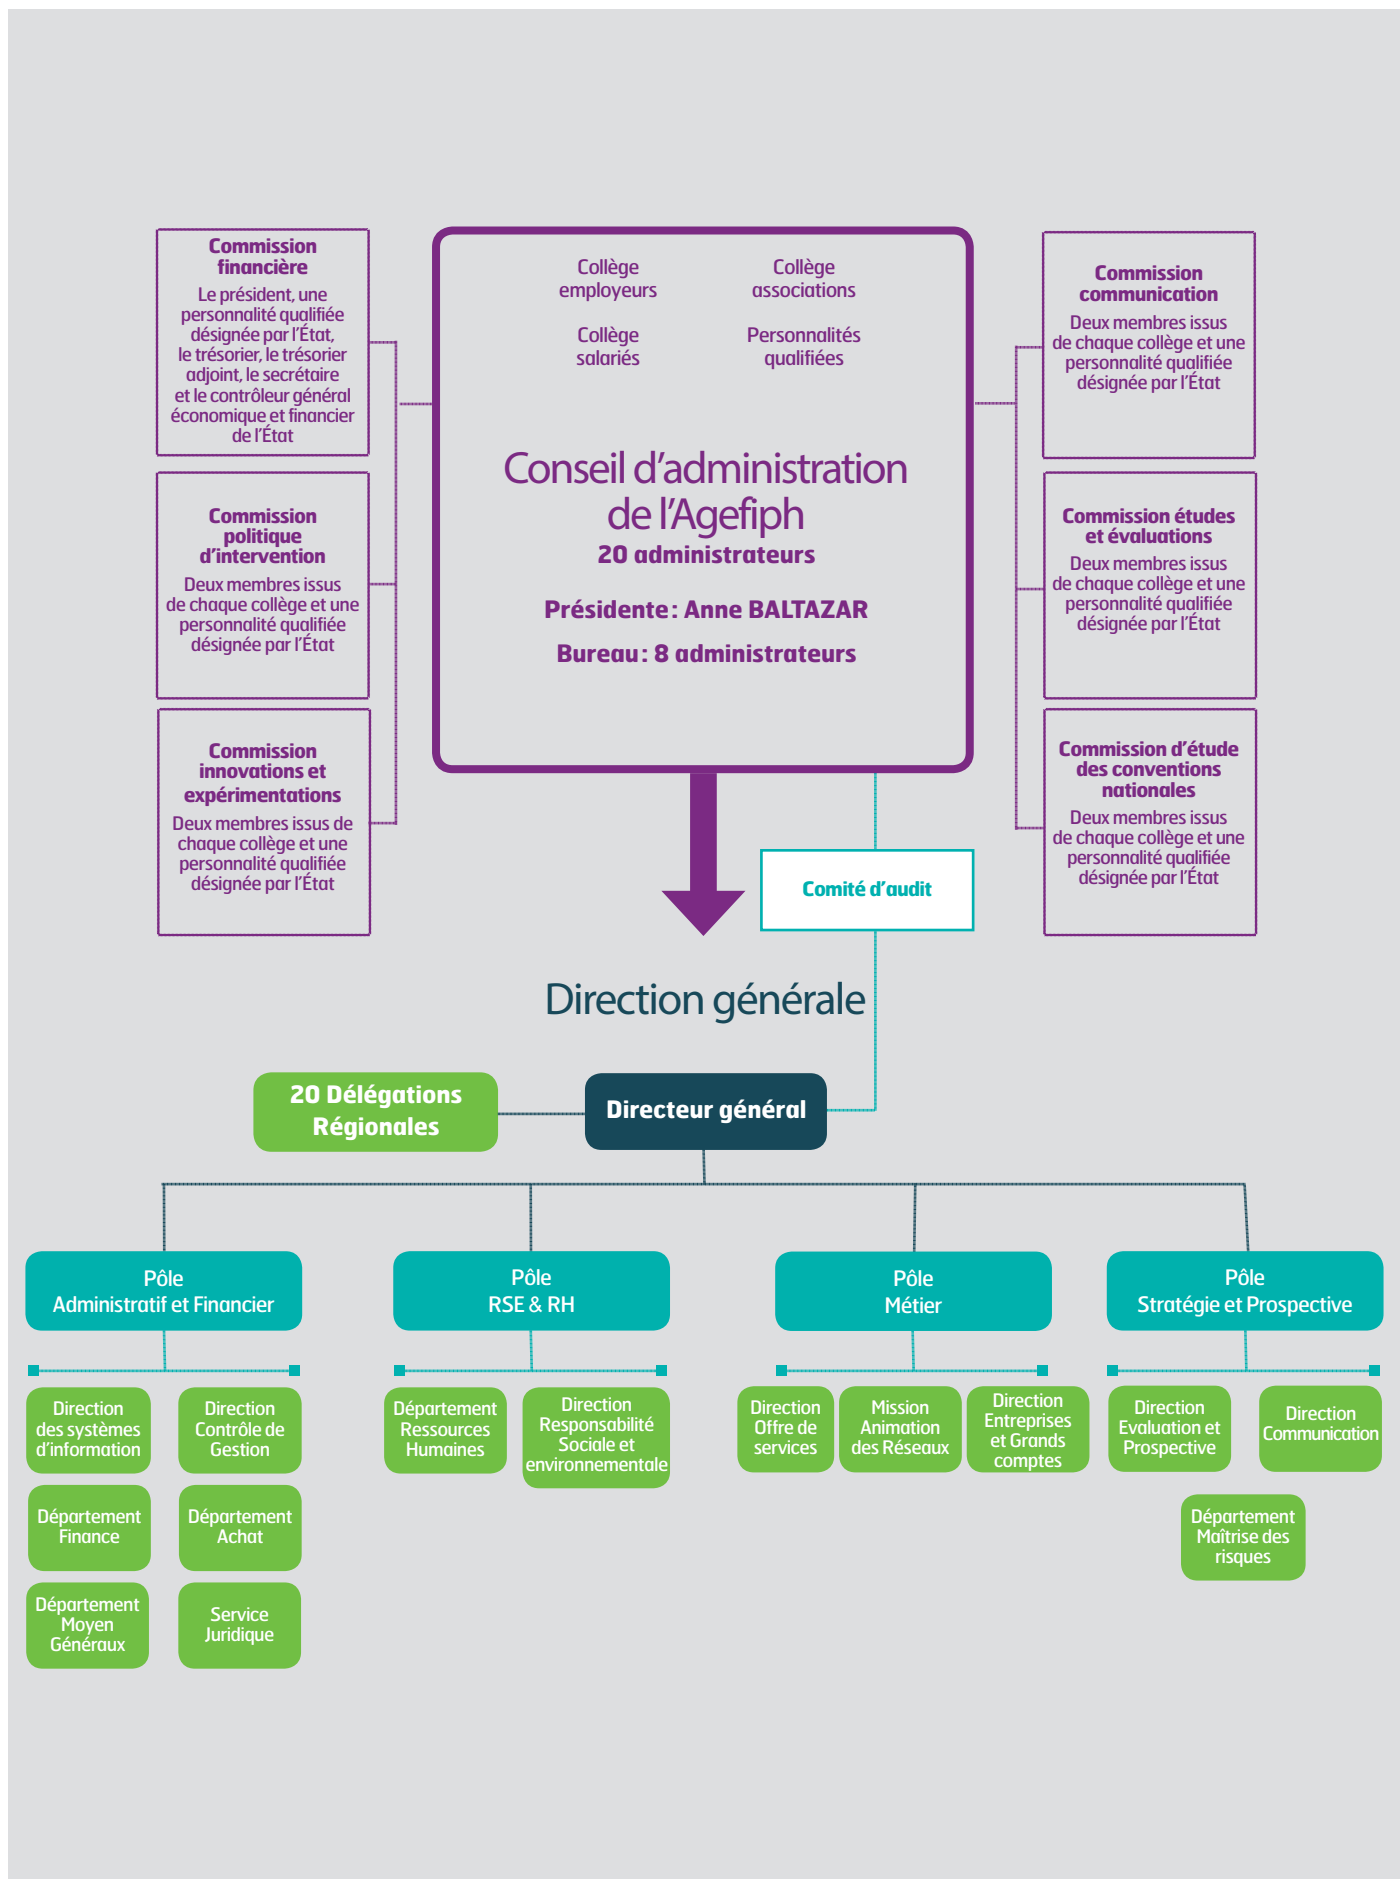 Commission
financière
Le président, une
personnalité qualifiée
désignée par l'État,
le trésorier, le trésorier
adjoint, le secrétaire
et le contrôleur général
économique et financier
de l'État
Commission
politique
d'intervention
Deux membres issus
de chaque collège et une
personnalité qualifiée
désignée par l'État
Commission
innovations et
expérimentations
Deux membres issus de
chaque collège et une
personnalité qualifiée
désignée par l'État
Collège
employeurs
Collège
associations
Collège
salariés
Personnalités
qualifiées
Conseil d'administration
de l'Agefiph
20 administrateurs
Présidente : Anne BALTAZAR
Bureau : 8 administrateurs
Commission
communication
Deux membres issus
de chaque collège et une
personnalité qualifiée
désignée par l'État
Commission études
et évaluations
Deux membres issus
de chaque collège et une
personnalité qualifiée
désignée par l'État
Commission d'étude
des conventions
nationales
Deux membres issus
de chaque collège et une
personnalité qualifiée
désignée par l'État
Comité d'audit
Direction générale
20 Délégations
Régionales
Directeur général
Pôle
Administratif et Financier
Pôle
RSE & RH
Pôle
Métier
Pôle
Stratégie et Prospective
Direction
des systèmes
d'information
Direction
Contrôle de
Gestion
Département
Finance
Département
Achat
Département
Moyen
Généraux
Service
Juridique
Département
Ressources
Humaines
Direction
Responsabilité
Sociale et
environnementale
Direction
Offre de
services
Mission
Animation
des Réseaux
Direction
Entreprises
et Grands
comptes
Direction
Evaluation et
Prospective
Direction
Communication
Département
Maîtrise des
risques